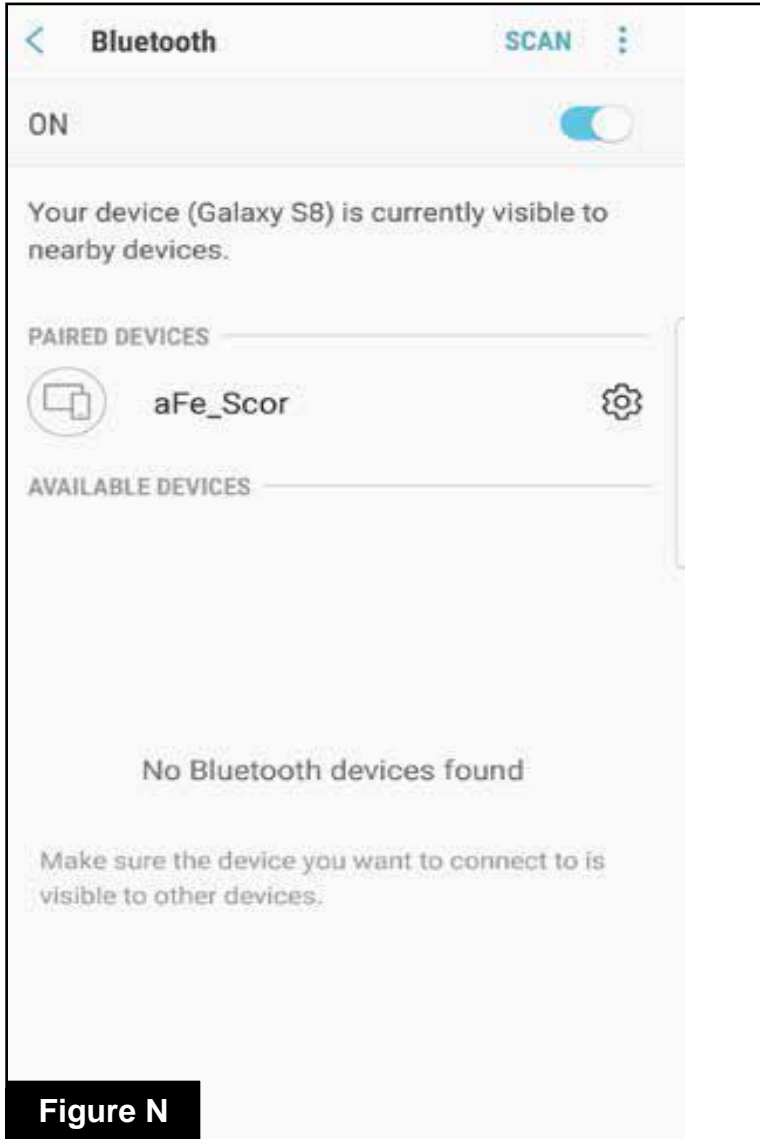 Bluetooth SCAN
ON
Your device (Galaxy S8) is currently visible to
nearby devices.
PAIRED DEVICES
aFe_Scor
AVAILABLE DEVICES
No Bluetooth devices found
Make sure the device you want to connect to is
visible to other devices.
Figure N